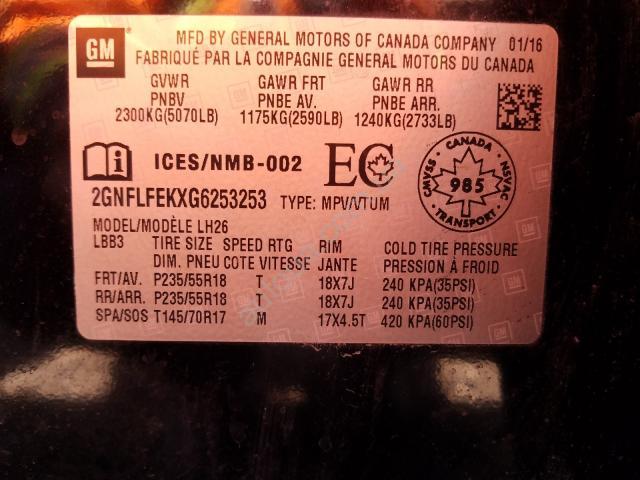 GM
MFD BY GENERAL MOTORS OF CANADA COMPANY 01/16
FABRIQUÉ PAR LA COMPAGNIE GENERAL MOTORS DU CANADA
GVWR GAWR FRT GAWR RR
PNBV PNBE AV. PNBE ARR.
2300KG(5070LB) 1175KG(2590LB) 1240KG(2733LB)
ICES/NMB-002 EC
CANADA CMVSS 985 NSVAC TRANSPORT
2GNFLFEKXG6253253 TYPE: MPV/VTUM
MODEL/MODÈLE LH26
LBB3 TIRE SIZE SPEED RTG RIM COLD TIRE PRESSURE
DIM. PNEU COTE VITESSE JANTE PRESSION À FROID
FRT/AV. P235/55R18 T 18X7J 240 KPA(35PSI)
RR/ARR. P235/55R18 T 18X7J 240 KPA(35PSI)
SPA/SOS T145/70R17 M 17X4.5T 420 KPA(60PSI)